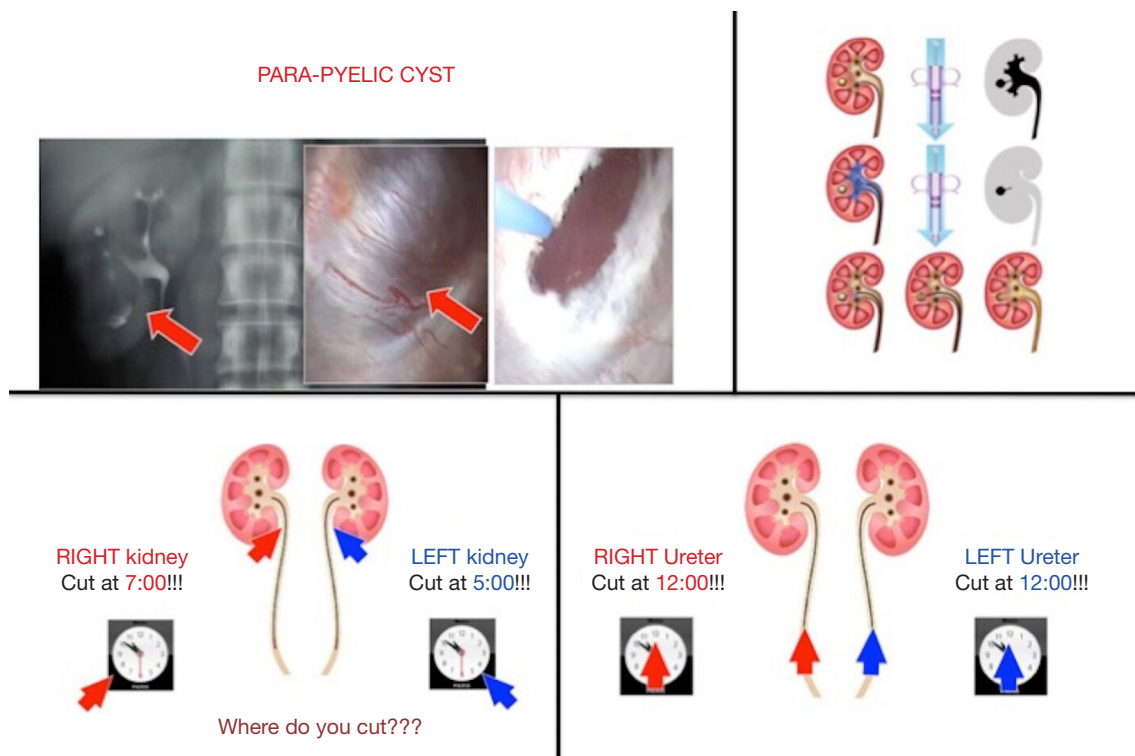 PARA-PYELIC CYST
RIGHT kidney
Cut at 7:00!!!
LEFT kidney
Cut at 5:00!!!
Where do you cut???
RIGHT Ureter
Cut at 12:00!!!
LEFT Ureter
Cut at 12:00!!!